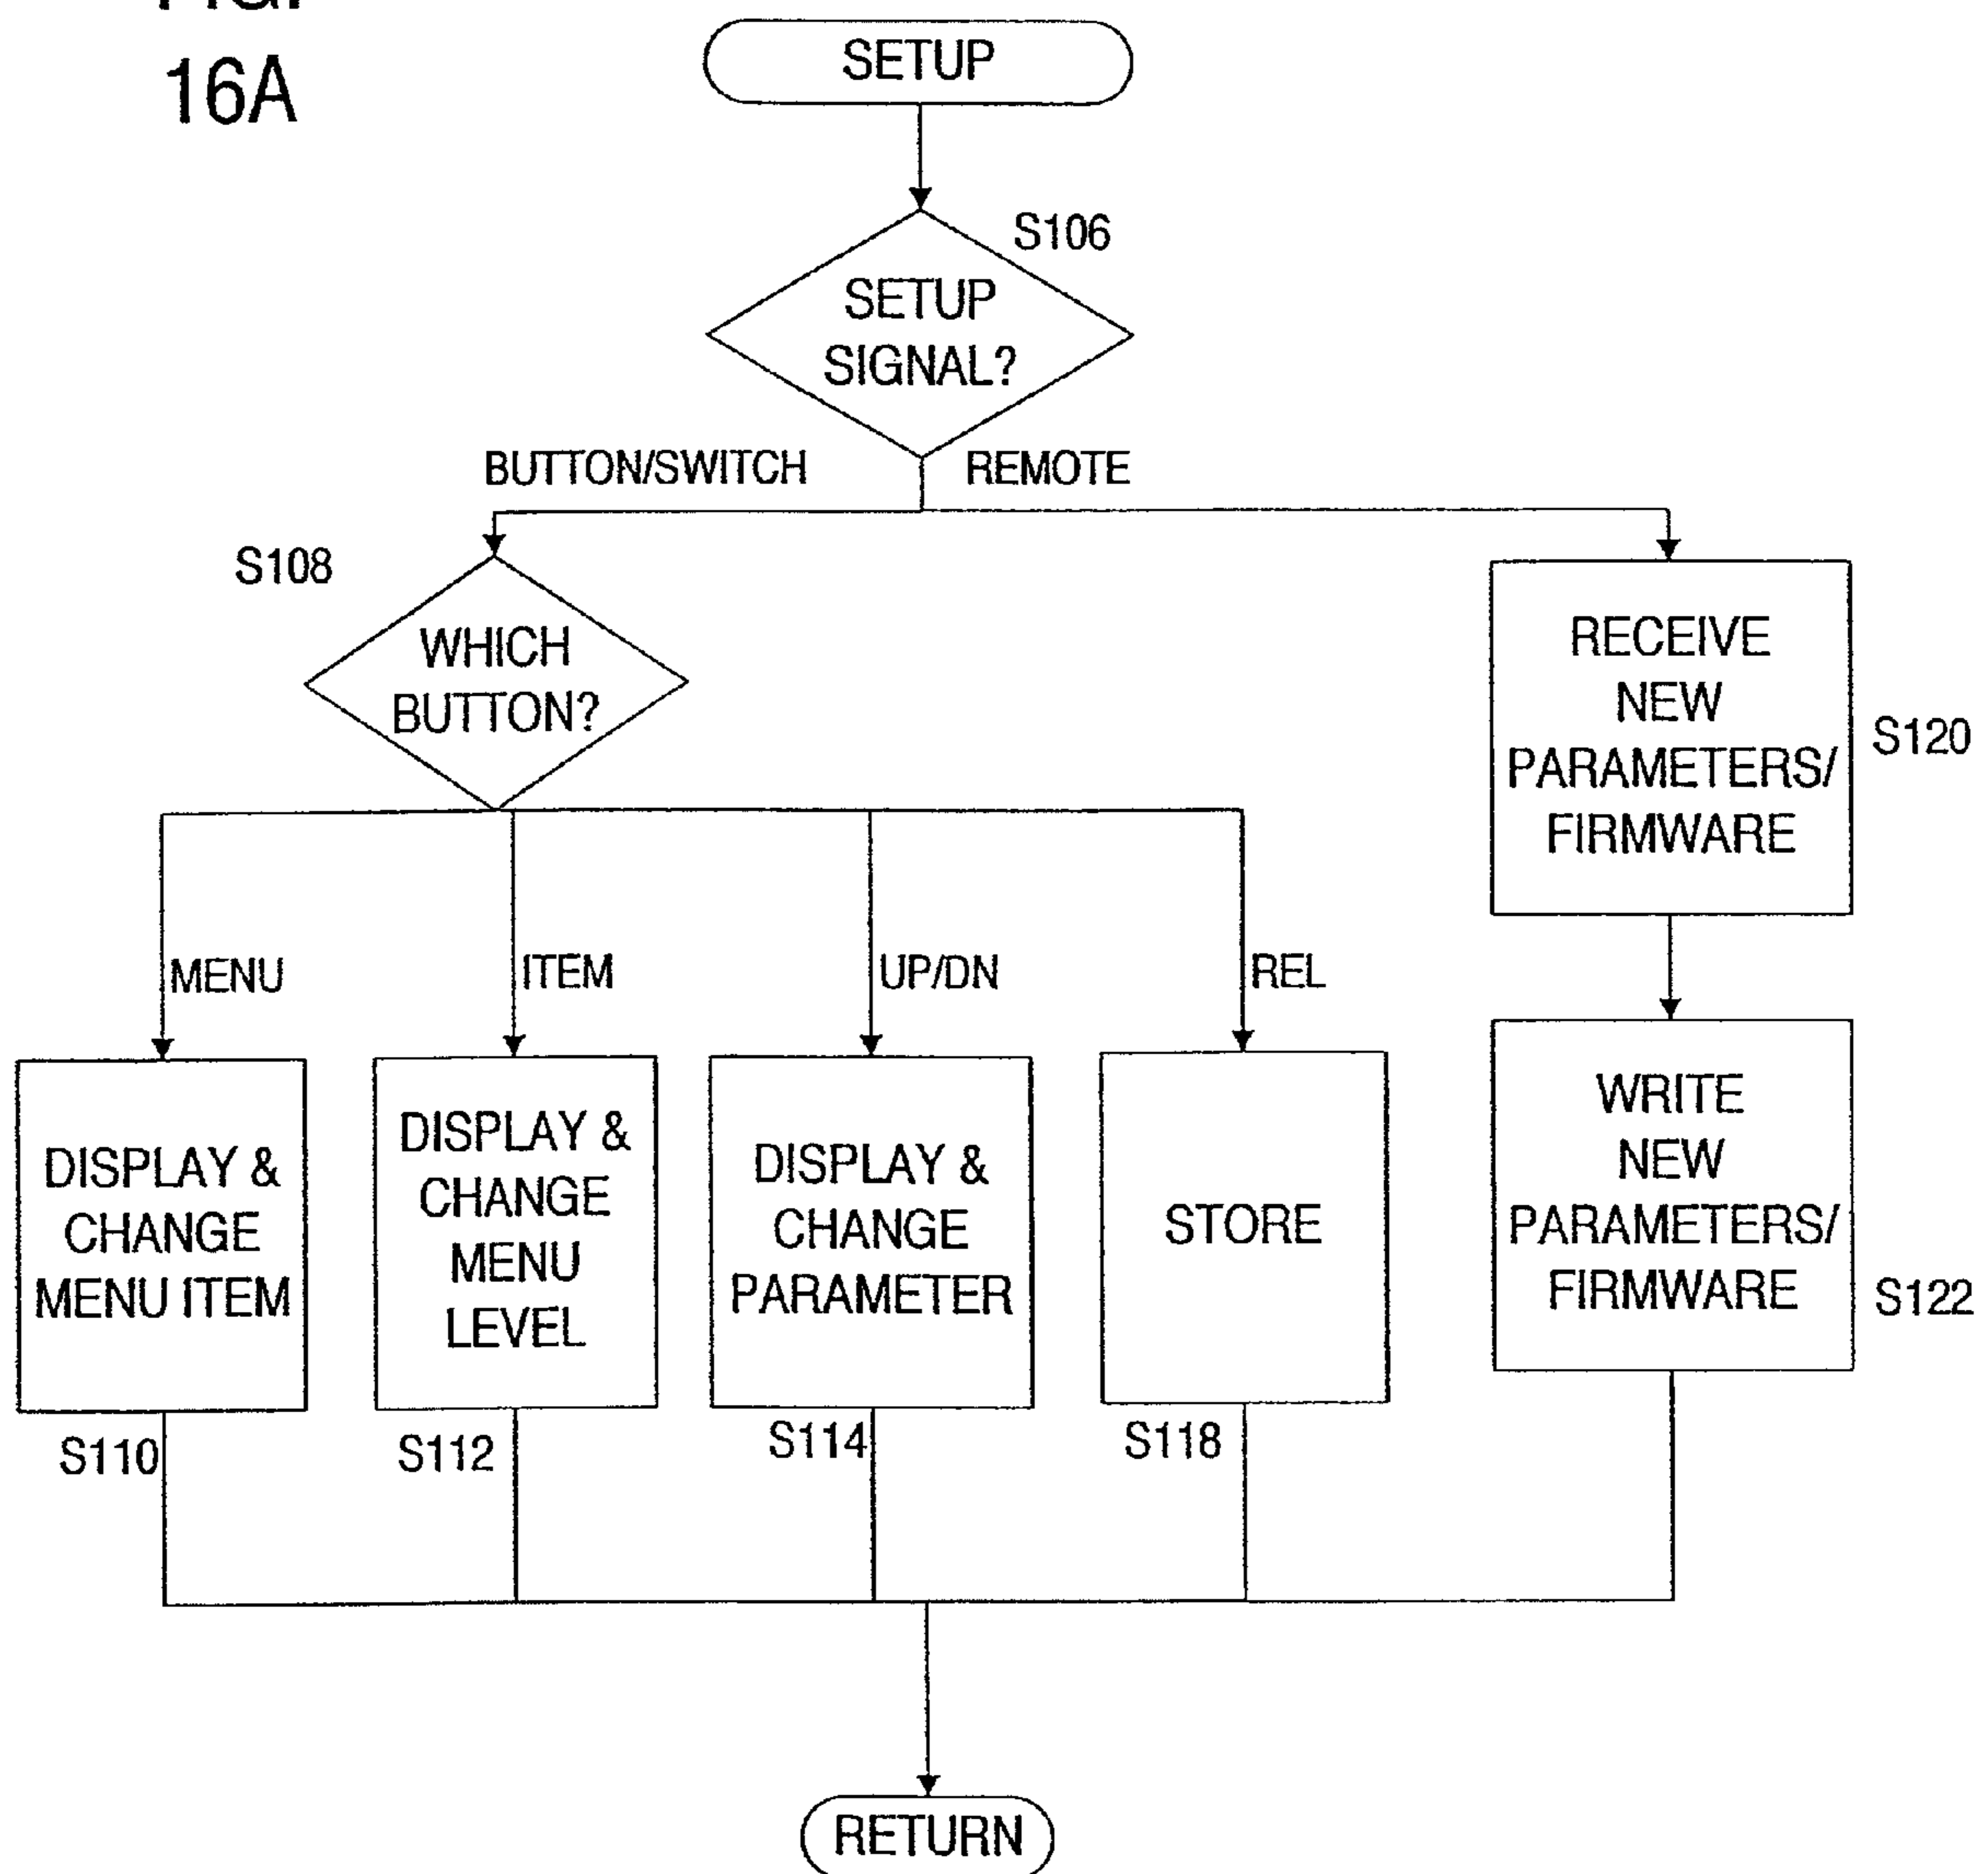 FIG.
16A
SETUP
S106
SETUP
SIGNAL?
BUTTON/SWITCH
REMOTE
S108
WHICH
BUTTON?
RECEIVE
NEW
PARAMETERS/
FIRMWARE
S120
MENU
ITEM
UP/DN
REL
DISPLAY &
CHANGE
MENU ITEM
DISPLAY &
CHANGE
MENU
LEVEL
DISPLAY &
CHANGE
PARAMETER
STORE
WRITE
NEW
PARAMETERS/
FIRMWARE
S122
S110
S112
S114
S118
RETURN